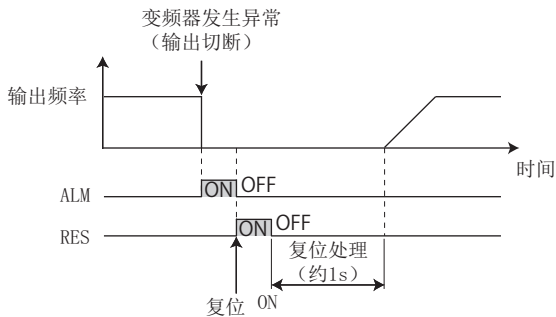 变频器发生异常
（输出切断）
输出频率
时间
ALM
ON OFF
RES
ON OFF
复位处理
（约1s）
复位 ON